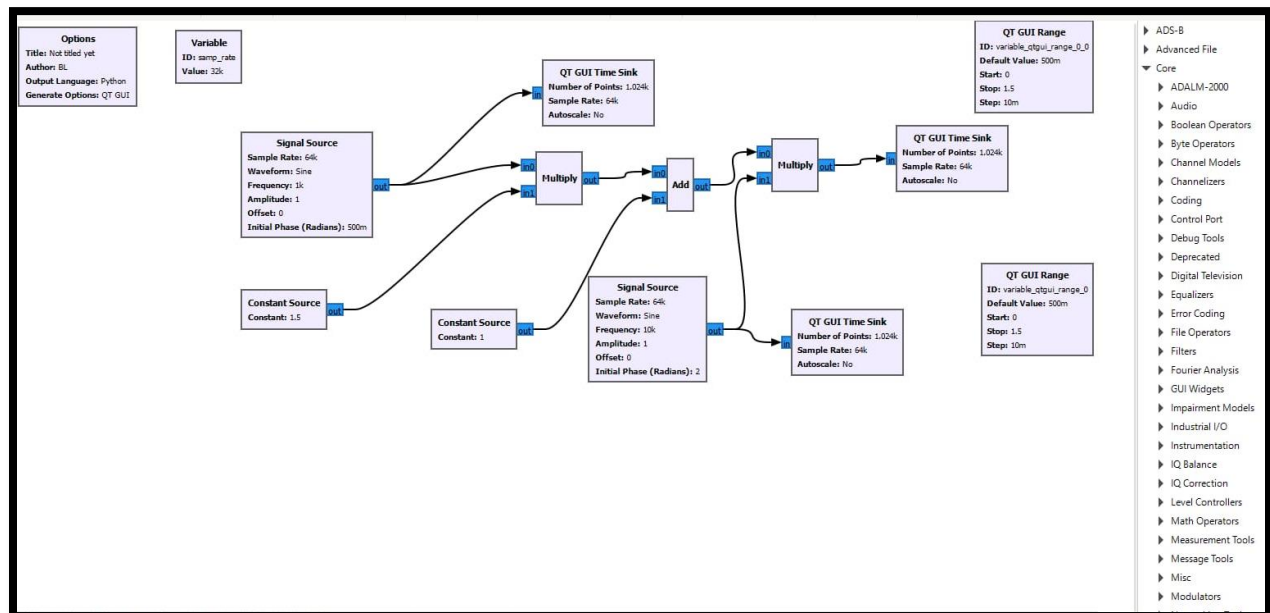 Options
Title: Not titled yet
Author: BL
Output Language: Python
Generate Options: QT GUI
Variable
ID: samp_rate
Value: 32k
QT GUI Time Sink
Number of Points: 1.024k
Sample Rate: 64k
Autoscale: No
in
QT GUI Range
ID: variable_qtgui_range_0_0
Default Value: 500m
Start: 0
Stop: 1.5
Step: 10m
Signal Source
Sample Rate: 64k
Waveform: Sine
Frequency: 1k
Amplitude: 1
Offset: 0
Initial Phase (Radians): 500m
out
in0
in1
Multiply
out
in0
in1
Add
out
in0
in1
Multiply
out
in
QT GUI Time Sink
Number of Points: 1.024k
Sample Rate: 64k
Autoscale: No
Constant Source
Constant: 1.5
out
Constant Source
Constant: 1
out
Signal Source
Sample Rate: 64k
Waveform: Sine
Frequency: 10k
Amplitude: 1
Offset: 0
Initial Phase (Radians): 2
out
in
QT GUI Time Sink
Number of Points: 1.024k
Sample Rate: 64k
Autoscale: No
QT GUI Range
ID: variable_qtgui_range_0
Default Value: 500m
Start: 0
Stop: 1.5
Step: 10m
ADS-B
Advanced File
Core
ADALM-2000
Audio
Boolean Operators
Byte Operators
Channel Models
Channelizers
Coding
Control Port
Debug Tools
Deprecated
Digital Television
Equalizers
Error Coding
File Operators
Filters
Fourier Analysis
GUI Widgets
Impairment Models
Industrial I/O
Instrumentation
IQ Balance
IQ Correction
Level Controllers
Math Operators
Measurement Tools
Message Tools
Misc
Modulators